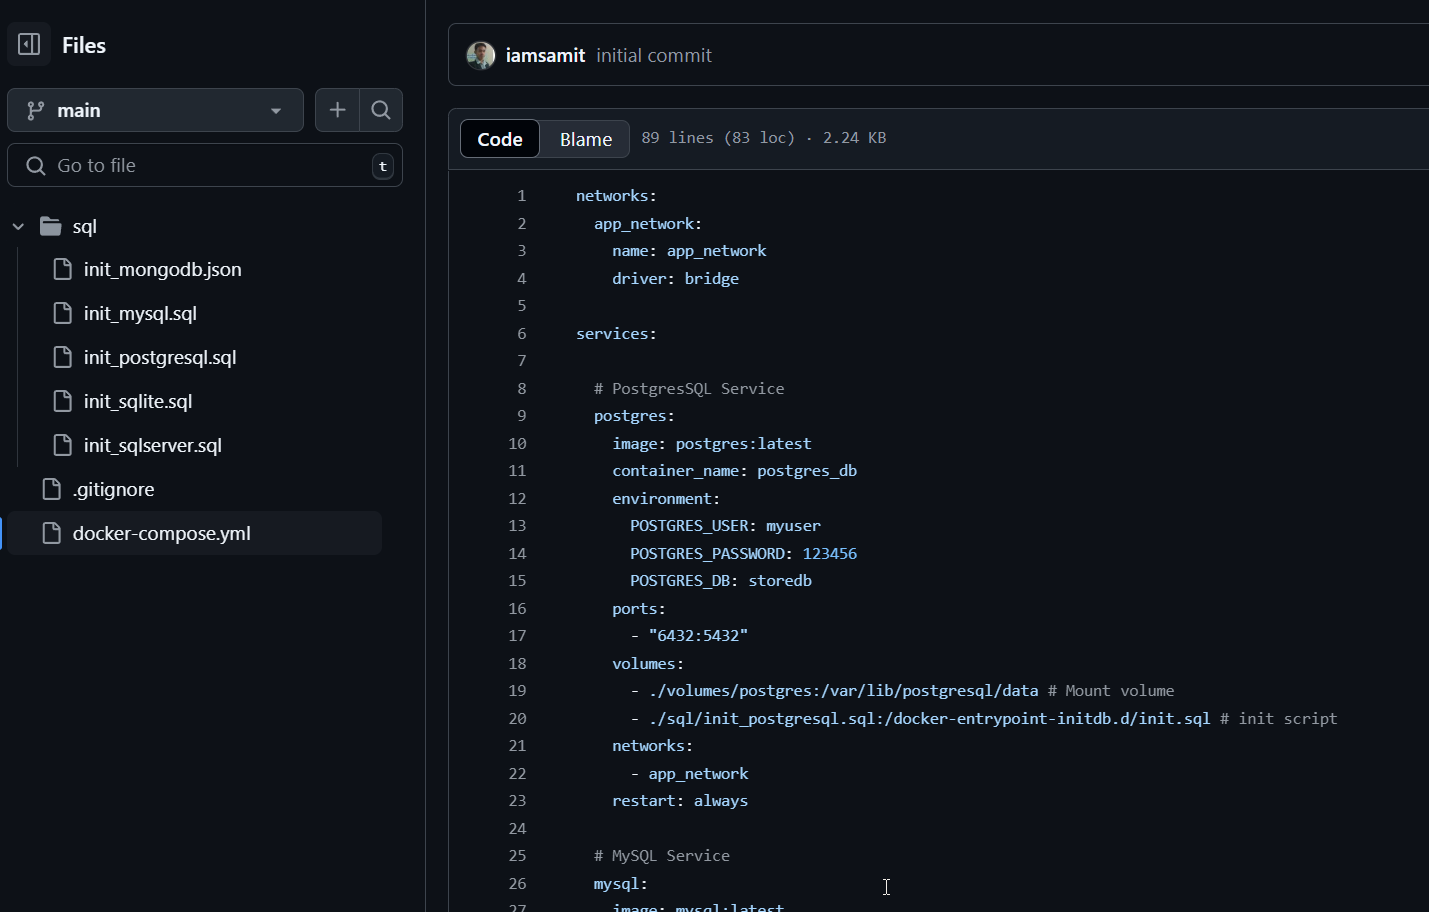 Files
main
Go to file
t
sql
init_mongodb.json
init_mysql.sql
init_postgresql.sql
init_sqlite.sql
init_sqlserver.sql
.gitignore
docker-compose.yml
iamsamit initial commit
Code Blame 89 lines (83 loc) · 2.24 KB
1 networks:
2   app_network:
3     name: app_network
4     driver: bridge
5
6 services:
7
8   # PostgresSQL Service
9   postgres:
10     image: postgres:latest
11     container_name: postgres_db
12     environment:
13       POSTGRES_USER: myuser
14       POSTGRES_PASSWORD: 123456
15       POSTGRES_DB: storedb
16     ports:
17       - "6432:5432"
18     volumes:
19       - ./volumes/postgres:/var/lib/postgresql/data # Mount volume
20       - ./sql/init_postgresql.sql:/docker-entrypoint-initdb.d/init.sql # init script
21     networks:
22       - app_network
23     restart: always
24
25   # MySQL Service
26   mysql:
27     image: mysql:latest